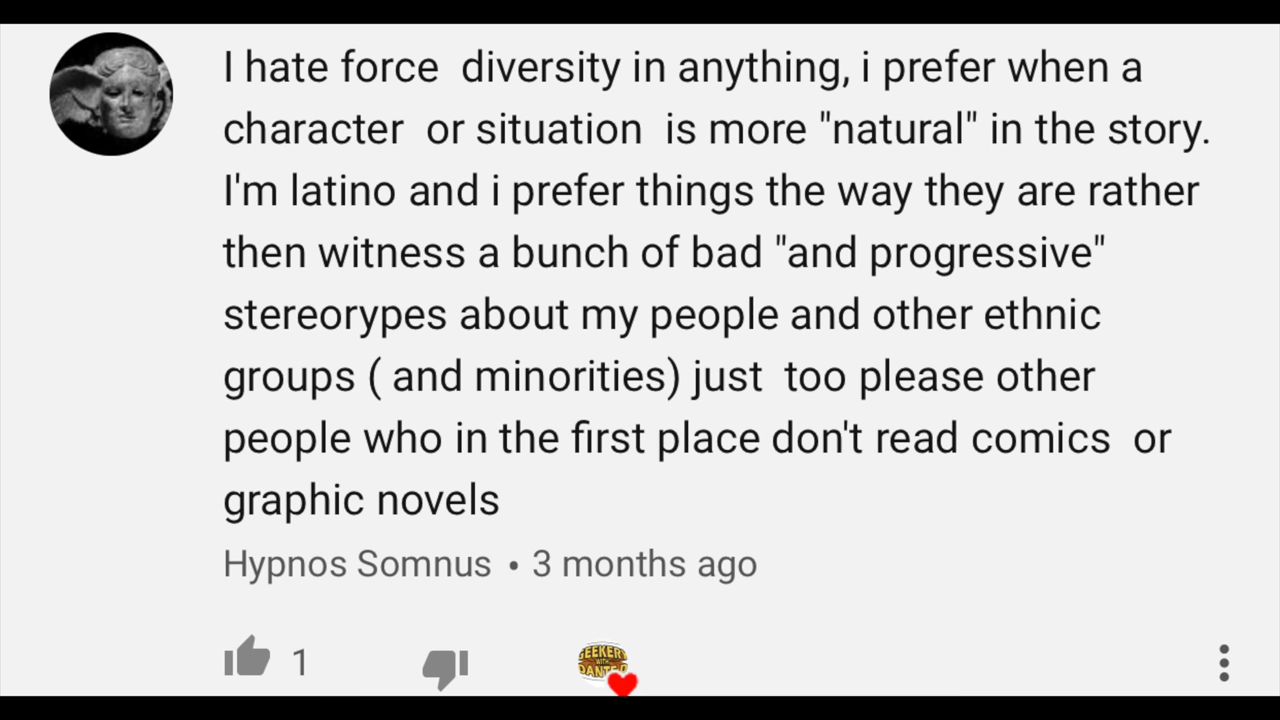 I hate force diversity in anything, i prefer when a
character or situation is more "natural" in the story.
I'm latino and i prefer things the way they are rather
then witness a bunch of bad "and progressive"
stereorypes about my people and other ethnic
groups ( and minorities) just too please other
people who in the first place don't read comics or
graphic novels
Hypnos Somnus • 3 months ago
1
GEEKERY
WITH
DANTE D